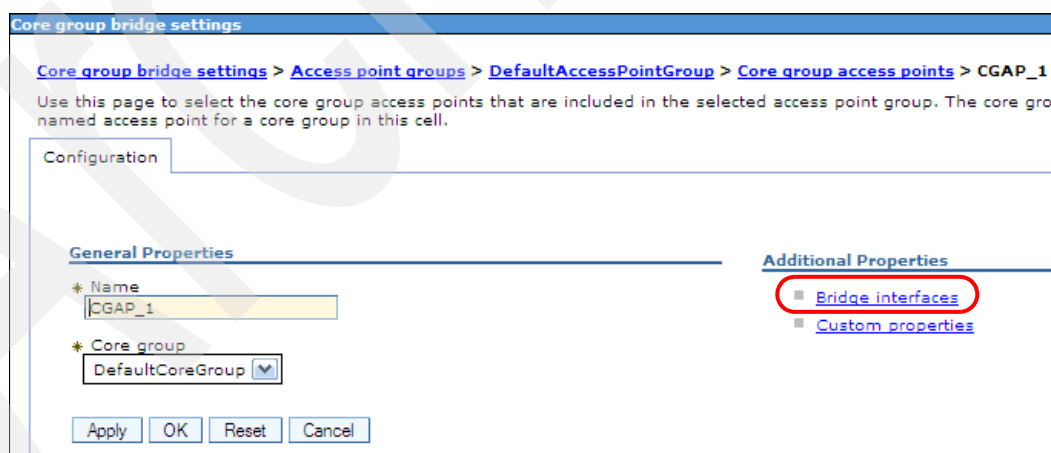 Core group bridge settings
Core group bridge settings > Access point groups > DefaultAccessPointGroup > Core group access points > CGAP_1
Use this page to select the core group access points that are included in the selected access point group. The core gro
named access point for a core group in this cell.
Configuration
General Properties
* Name
CGAP_1
* Core group
DefaultCoreGroup
Apply OK Reset Cancel
Additional Properties
Bridge interfaces
Custom properties